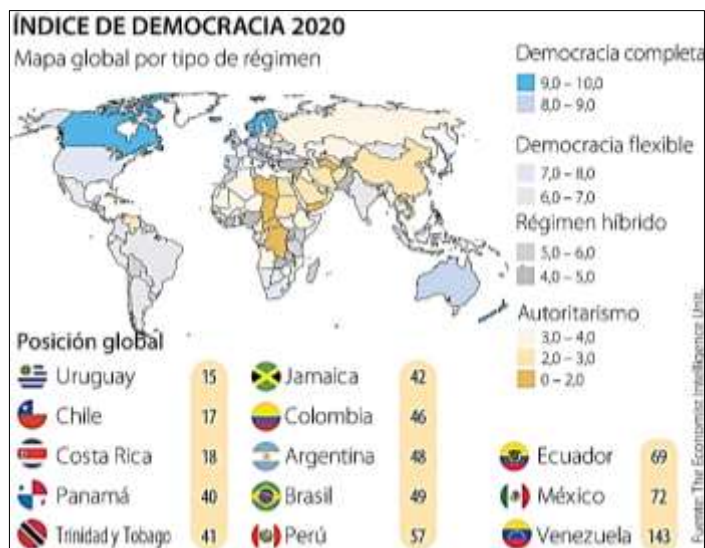 ÍNDICE DE DEMOCRACIA 2020
Mapa global por tipo de régimen
Democracia completa
9,0 – 10,0
8,0 – 9,0
Democracia flexible
7,0 – 8,0
6,0 – 7,0
Régimen híbrido
5,0 – 6,0
4,0 – 5,0
Autoritarismo
3,0 – 4,0
2,0 – 3,0
0 – 2,0
Posición global
Uruguay 15
Chile 17
Costa Rica 18
Panamá 40
Trinidad y Tobago 41
Jamaica 42
Colombia 46
Argentina 48
Brasil 49
Perú 57
Ecuador 69
México 72
Venezuela 143
Fuente: The Economist Intelligence Unit.